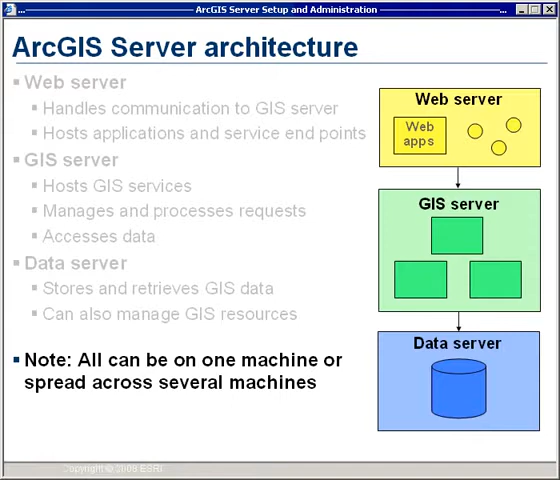 ArcGIS Server Setup and Administration
ArcGIS Server architecture
Web server
Handles communication to GIS server
Hosts applications and service end points
GIS server
Hosts GIS services
Manages and processes requests
Accesses data
Data server
Stores and retrieves GIS data
Can also manage GIS resources
Note: All can be on one machine or
spread across several machines
Web server
Web
apps
GIS server
Data server
Copyright © 2008 ESRI